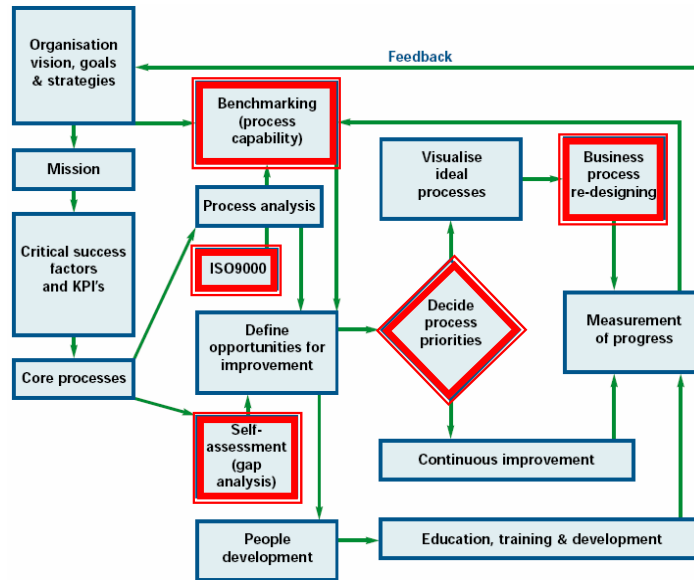 Organisation
vision, goals
& strategies
Feedback
Benchmarking
(process
capability)
Mission
Visualise
ideal
processes
Business
process
re-designing
Process analysis
Critical success
factors
and KPI's
ISO9000
Decide
process
priorities
Define
opportunities for
improvement
Measurement
of progress
Core processes
Self-
assessment
(gap
analysis)
Continuous improvement
People
development
Education, training & development